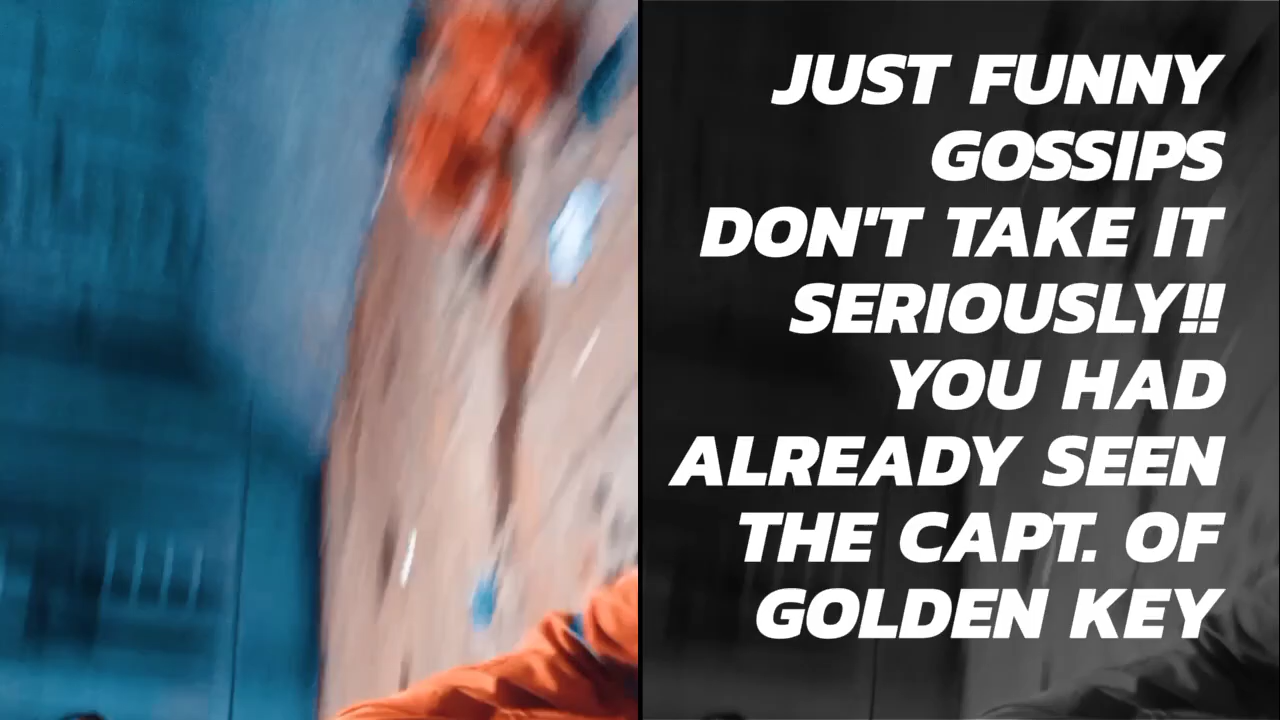 JUST FUNNY
GOSSIPS
DON'T TAKE IT
SERIOUSLY!!
YOU HAD
ALREADY SEEN
THE CAPT. OF
GOLDEN KEY